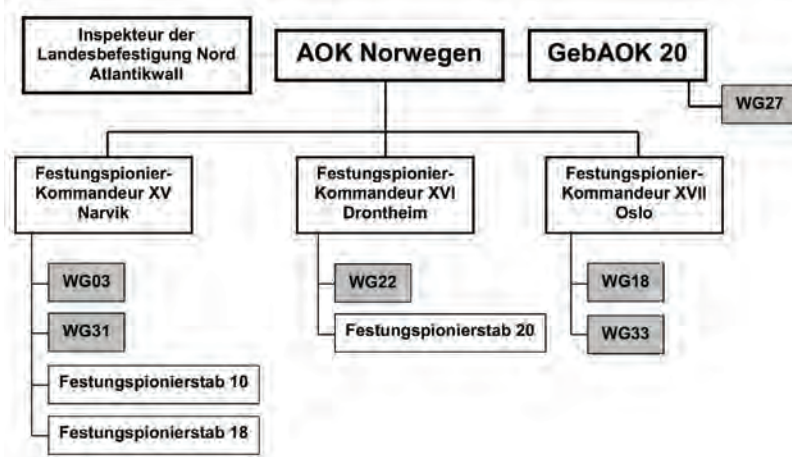 Inspekteur der
Landesbefestigung Nord
Atlantikwall
AOK Norwegen
GebAOK 20
WG27
Festungspionier-
Kommandeur XV
Narvik
Festungspionier-
Kommandeur XVI
Drontheim
Festungspionier-
Kommandeur XVII
Oslo
WG03
WG31
Festungspionierstab 10
Festungspionierstab 18
WG22
Festungspionierstab 20
WG18
WG33